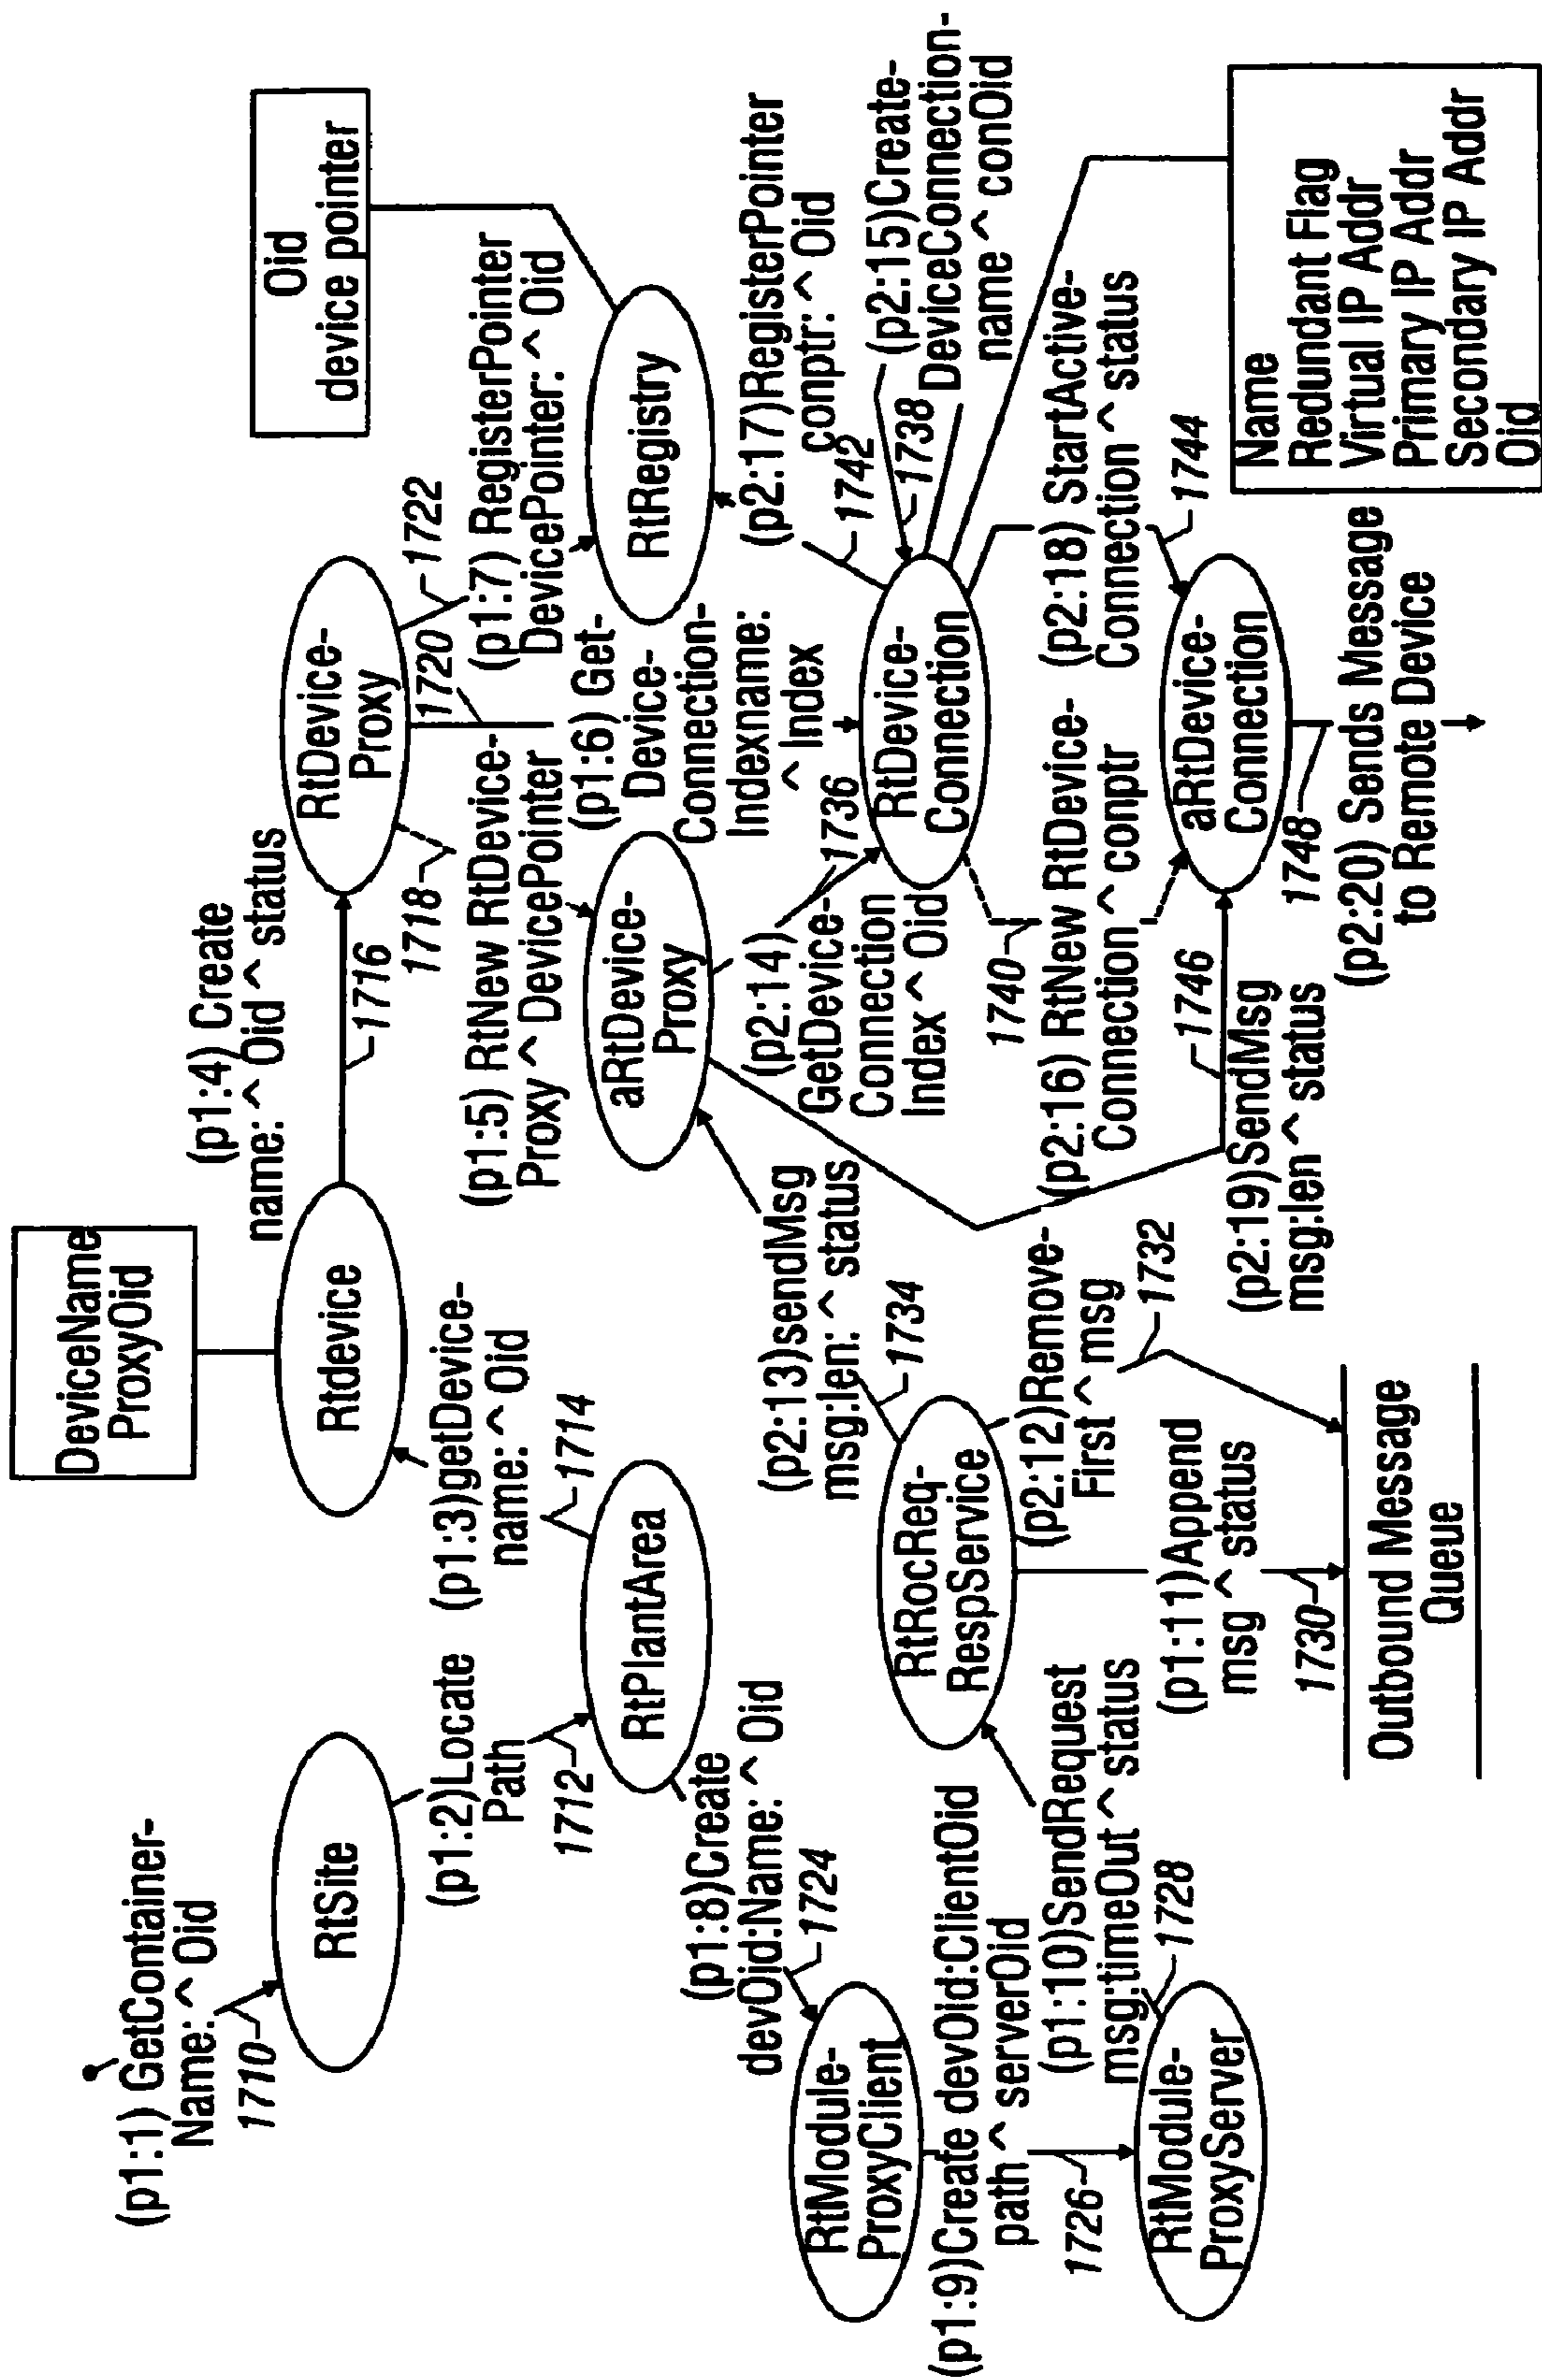 (p1:1) GetContainer-
Name: ^ Oid
1710
RtSite
(p1:2)Locate
Path
1712
RtPlantArea
(p1:3)getDevice-
name: ^ Oid
1714
DeviceName
ProxyOid
Rtdevice
(p1:4) Create
name: ^ Oid ^ status
1716
RtDevice-
Proxy
1718
(p1:5) RtNew RtDevice-
Proxy ^ DevicePointer
aRtDevice-
Proxy
1720
(p1:6) Get-
Device-
Connection-
Indexname:
^ Index
1722
(p1:7) RegisterPointer
DevicePointer: ^ Oid
RtRegistry
Oid
device pointer
(p1:8)Create
devOid:Name: ^ Oid
1724
RtModule-
ProxyClient
(p1:9)Create devOid:ClientOid
path ^ serverOid
1726
RtModule-
ProxyServer
(p1:10)SendRequest
msg:timeOut ^ status
1728
RtRocReq-
RespService
(p1:11)Append
msg ^ status
1730
Outbound Message
Queue
(p2:12)Remove-
First ^ msg
1732
(p2:13)sendMsg
msg:len: ^ status
1734
(p2:14)
GetDevice-
Connection
Index ^ Oid
1736
RtDevice-
Connection
(p2:15)Create-
DeviceConnection-
name ^ conOid
1738
1740
(p2:16) RtNew RtDevice-
Connection ^ conptr
(p2:17)RegisterPointer
conptr: ^ Oid
1742
(p2:18) StartActive-
Connection ^ status
1744
aRtDevice-
Connection
1746
(p2:19)SendMsg
msg:len ^ status
1748
(p2:20) Sends Message
to Remote Device
Name
Redundant Flag
Virtual IP Addr
Primary IP Addr
Secondary IP Addr
Oid